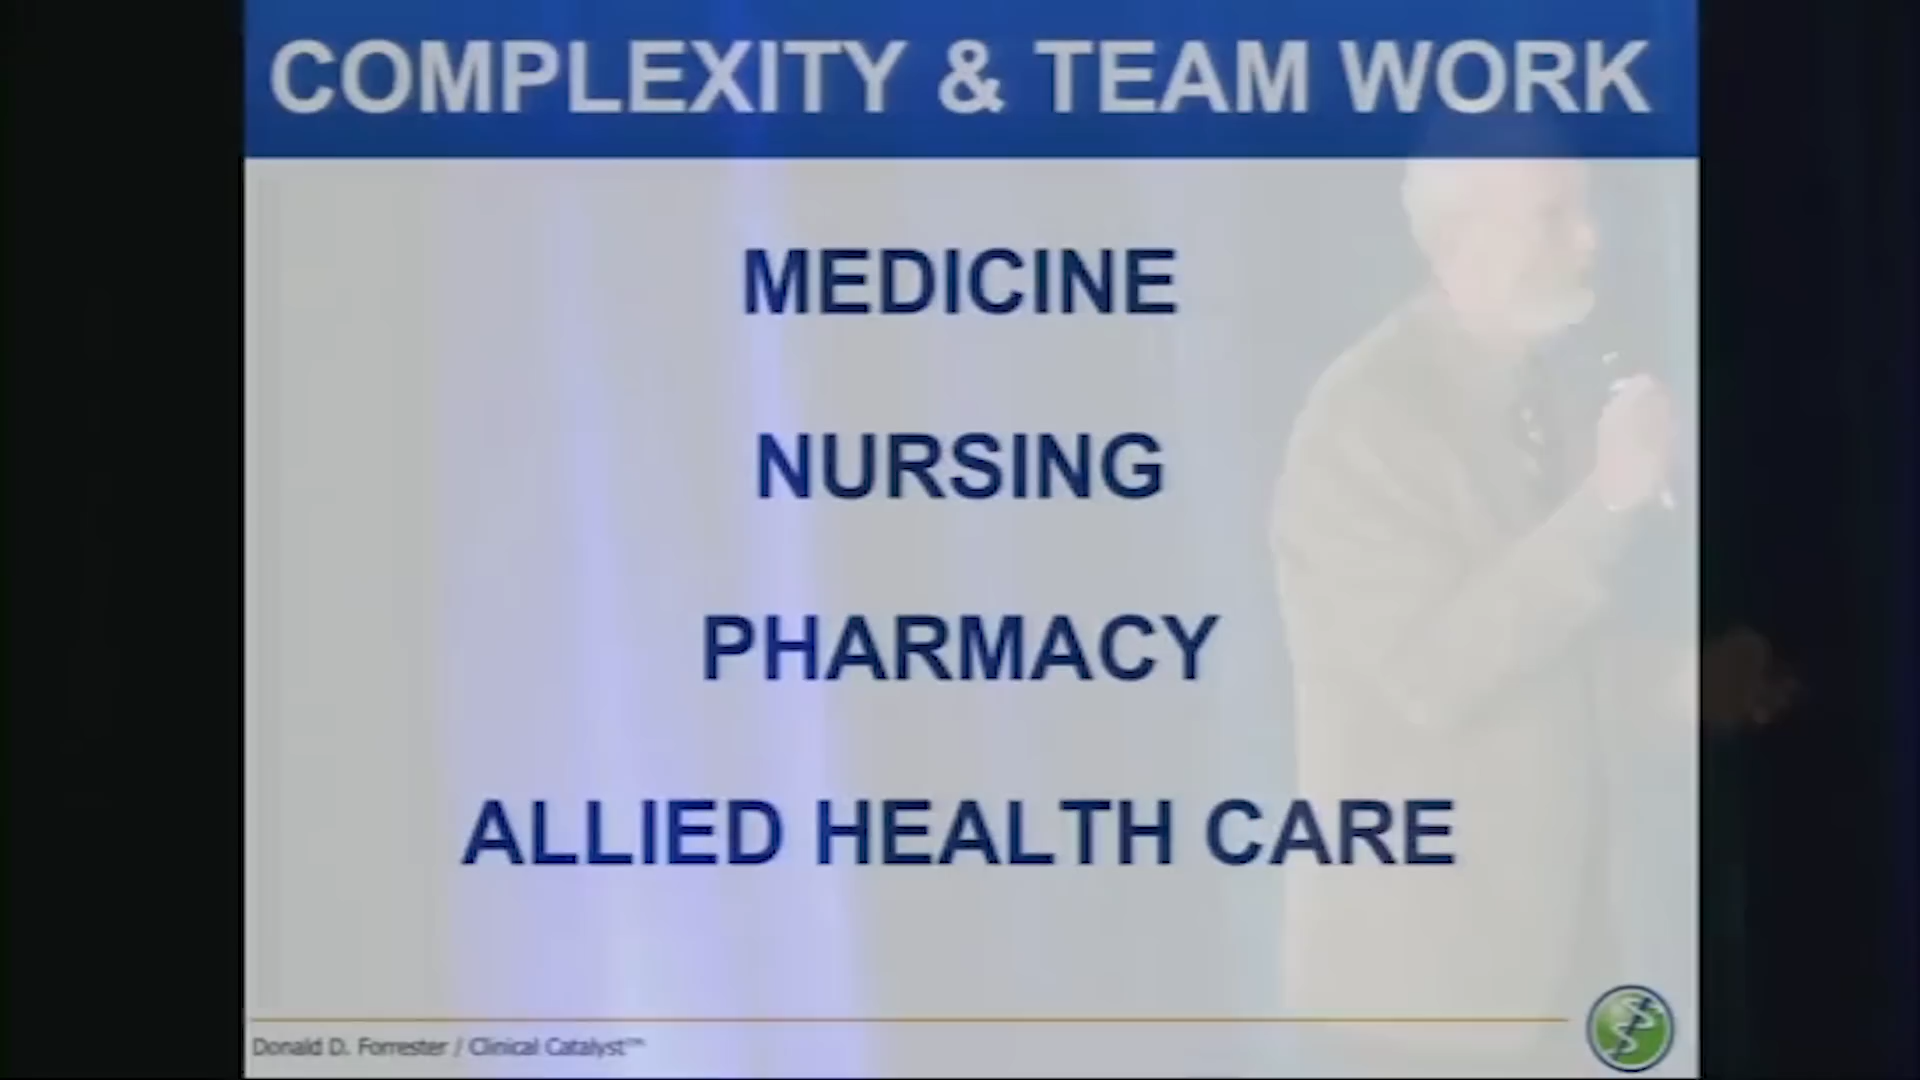 COMPLEXITY & TEAM WORK
MEDICINE
NURSING
PHARMACY
ALLIED HEALTH CARE
Donald D. Forrester / Clinical Catalyst™